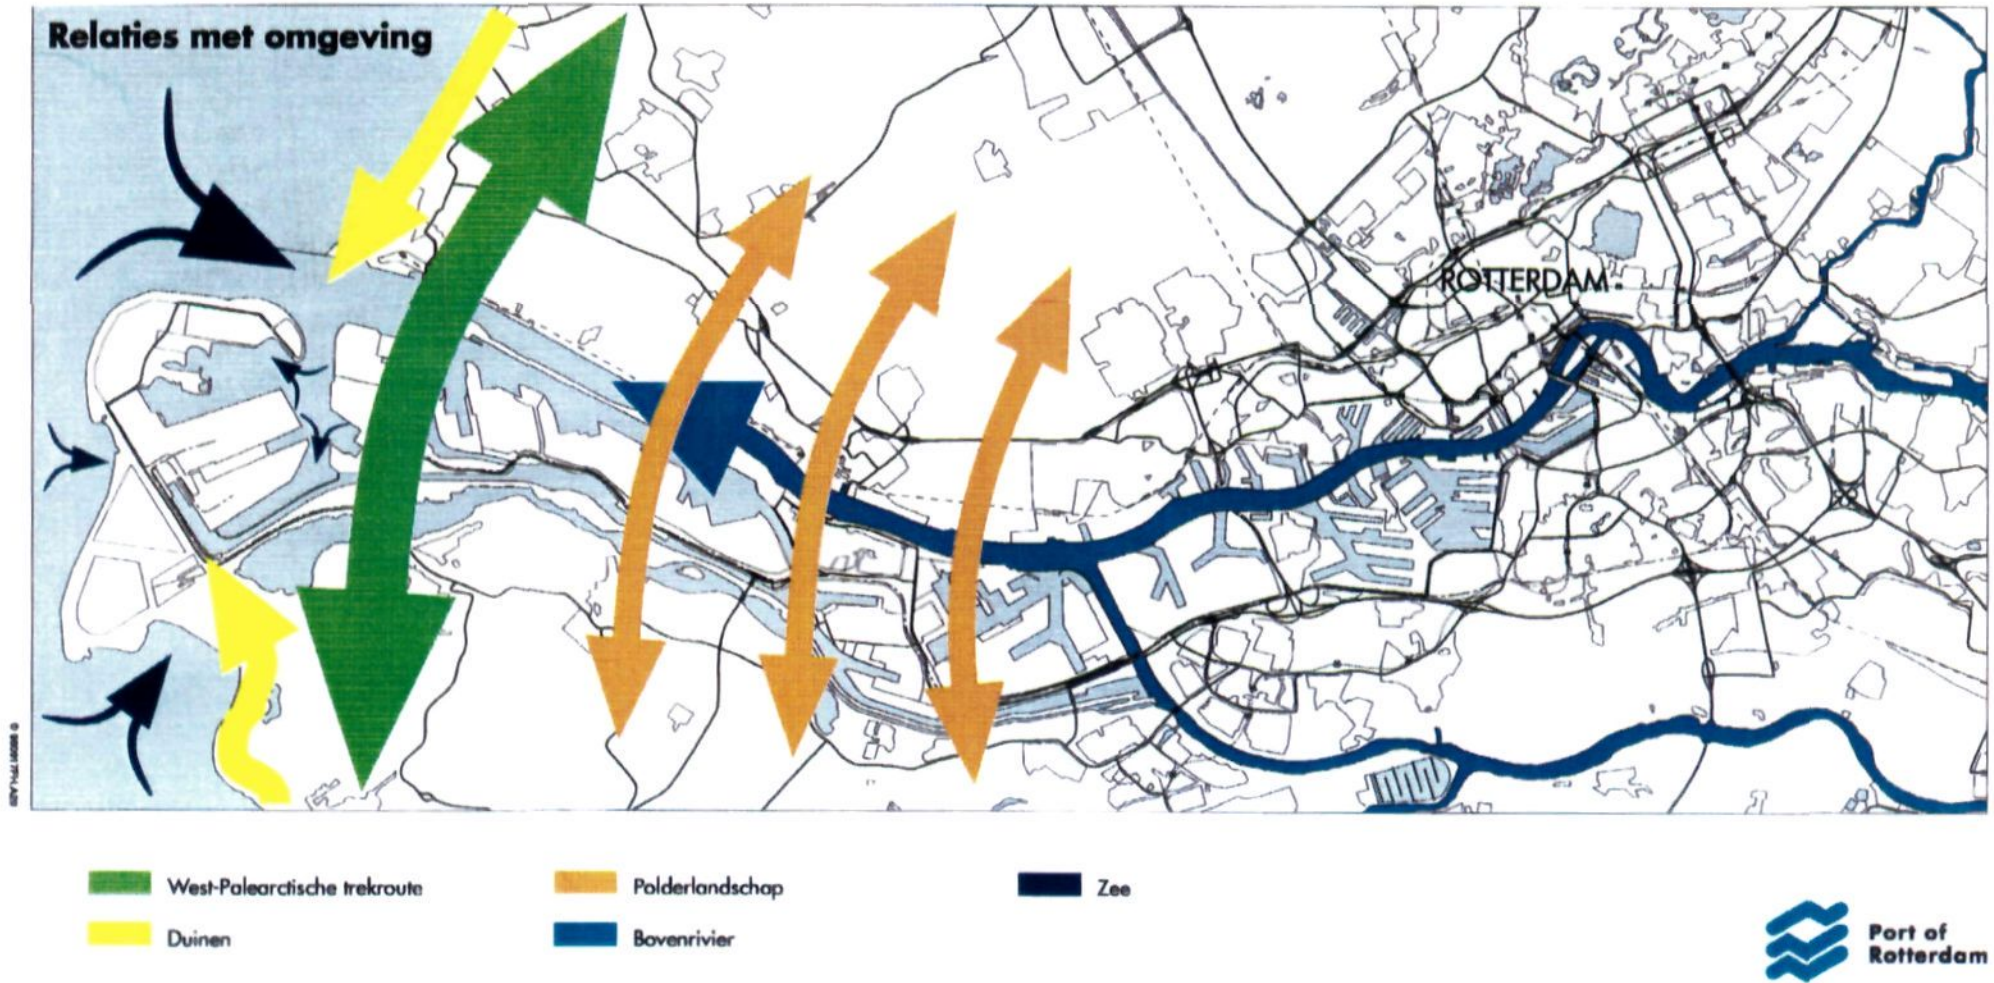 Relaties met omgeving
ROTTERDAM
West-Palearctische trekroute
Duinen
Polderlandschap
Bovenrivier
Zee
Port of
Rotterdam